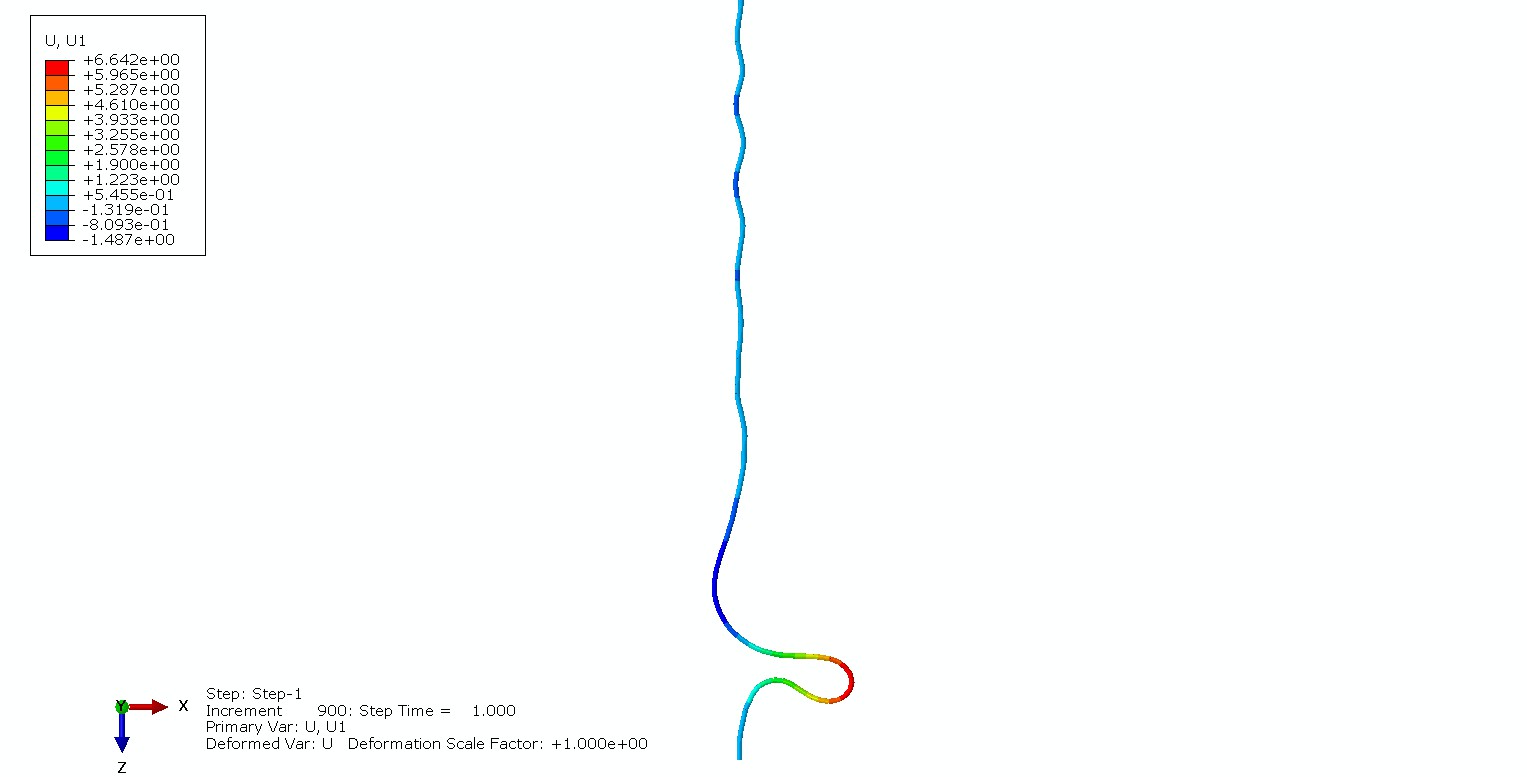 U, U1
+6.642e+00
+5.965e+00
+5.287e+00
+4.610e+00
+3.933e+00
+3.255e+00
+2.578e+00
+1.900e+00
+1.223e+00
+5.455e-01
-1.319e-01
-8.093e-01
-1.487e+00
Y
X
Z
Step: Step-1
Increment 900: Step Time = 1.000
Primary Var: U, U1
Deformed Var: U Deformation Scale Factor: +1.000e+00